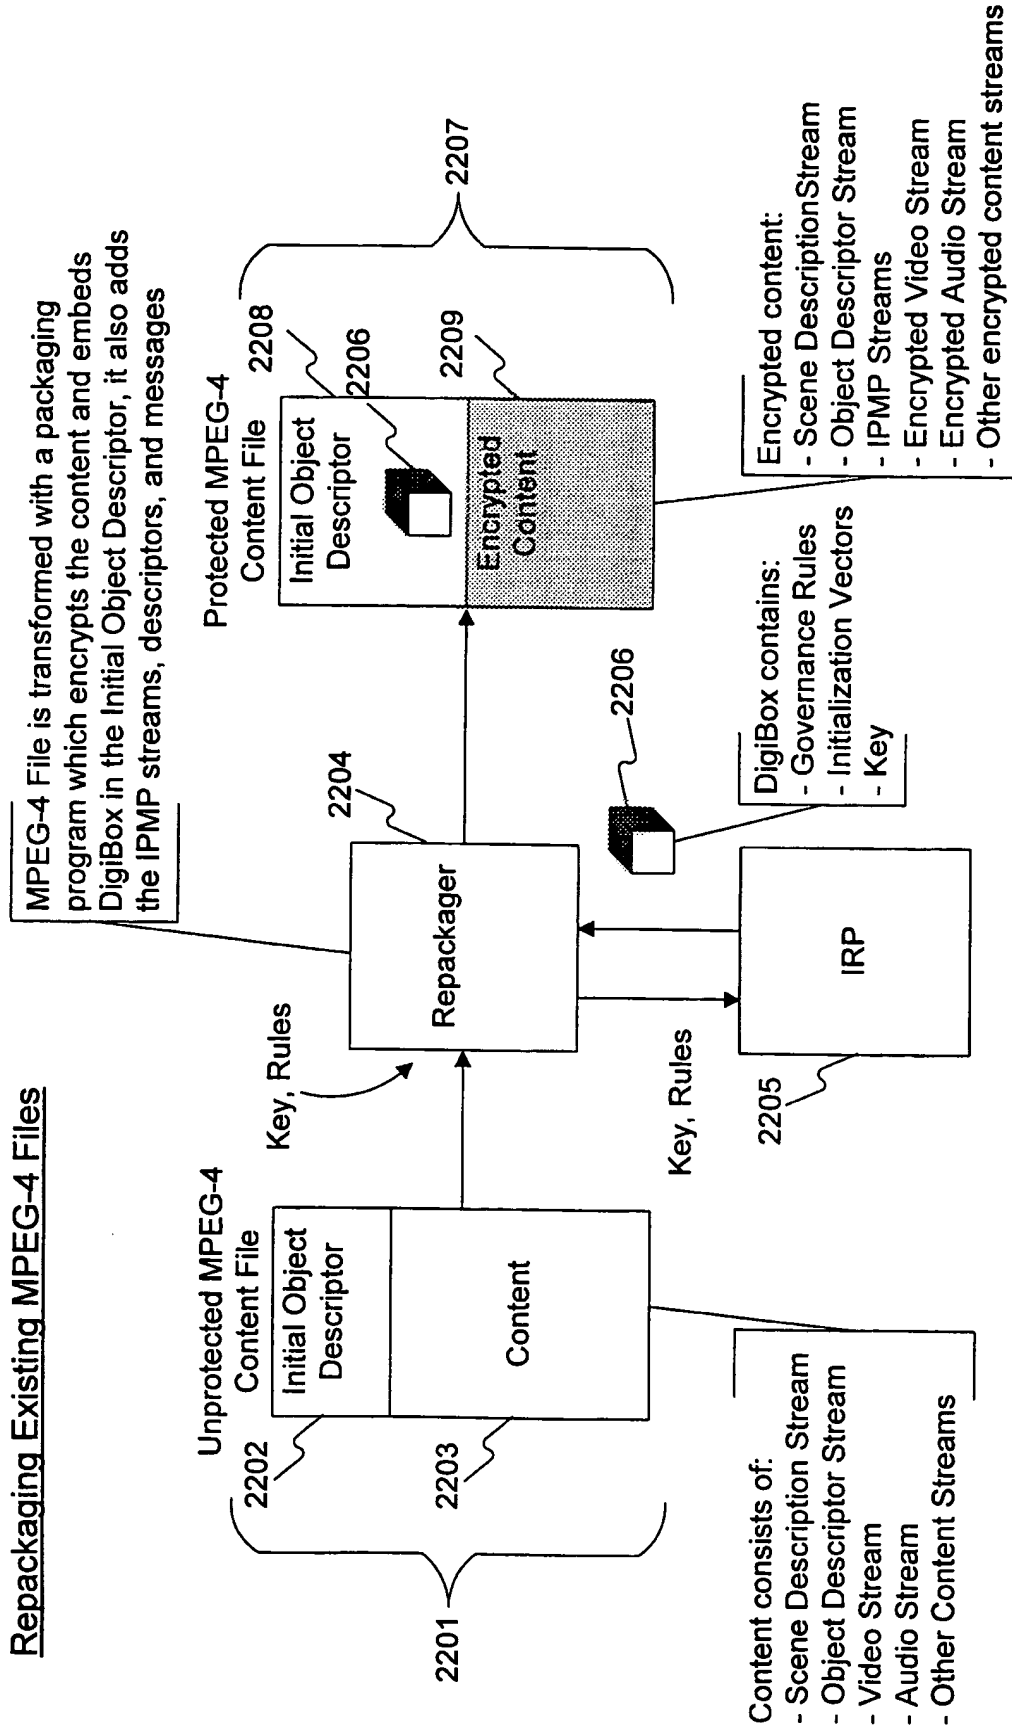 Repackaging Existing MPEG-4 Files
MPEG-4 File is transformed with a packaging
program which encrypts the content and embeds
DigiBox in the Initial Object Descriptor, it also adds
the IPMP streams, descriptors, and messages
Unprotected MPEG-4
Content File
Initial Object
Descriptor
Content
2202
2203
2201
Content consists of:
- Scene Description Stream
- Object Descriptor Stream
- Video Stream
- Audio Stream
- Other Content Streams
Key, Rules
Repackager
2204
Key, Rules
IRP
2205
2206
DigiBox contains:
- Governance Rules
- Initialization Vectors
- Key
Protected MPEG-4
Content File
Initial Object
Descriptor
Encrypted
Content
2208
2206
2209
2207
Encrypted content:
- Scene DescriptionStream
- Object Descriptor Stream
- IPMP Streams
- Encrypted Video Stream
- Encrypted Audio Stream
- Other encrypted content streams